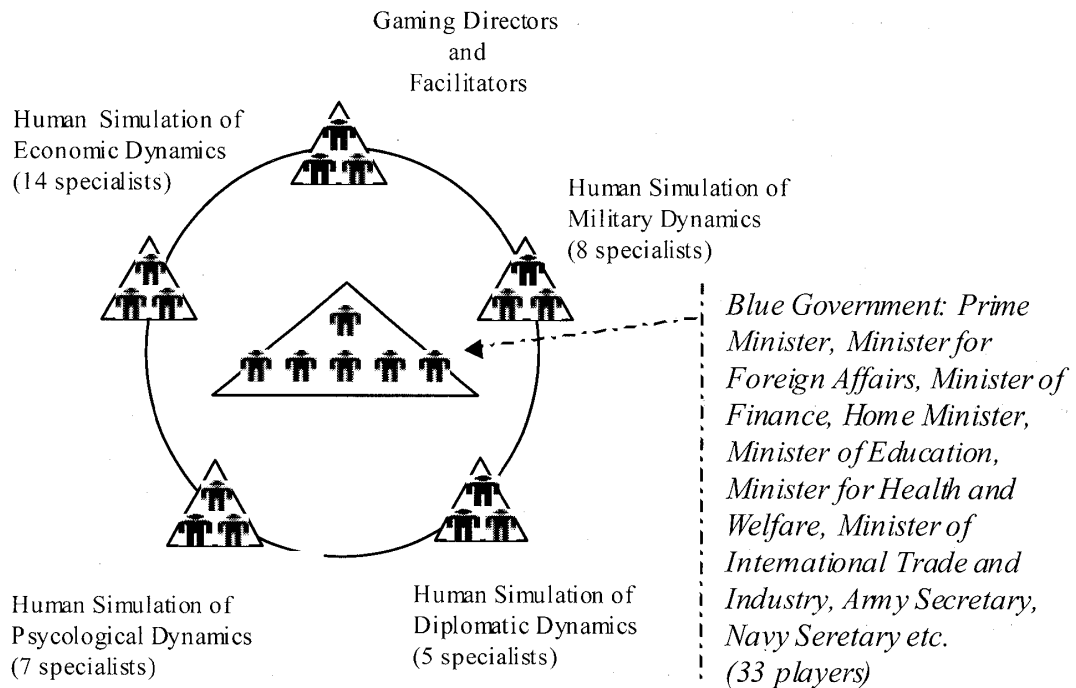 Gaming Directors
and
Facilitators
Human Simulation of
Economic Dynamics
(14 specialists)
Human Simulation of
Military Dynamics
(8 specialists)
Blue Government: Prime
Minister, Minister for
Foreign Affairs, Minister of
Finance, Home Minister,
Minister of Education,
Minister for Health and
Welfare, Minister of
International Trade and
Industry, Army Secretary,
Navy Seretary etc.
(33 players)
Human Simulation of
Psycological Dynamics
(7 specialists)
Human Simulation of
Diplomatic Dynamics
(5 specialists)